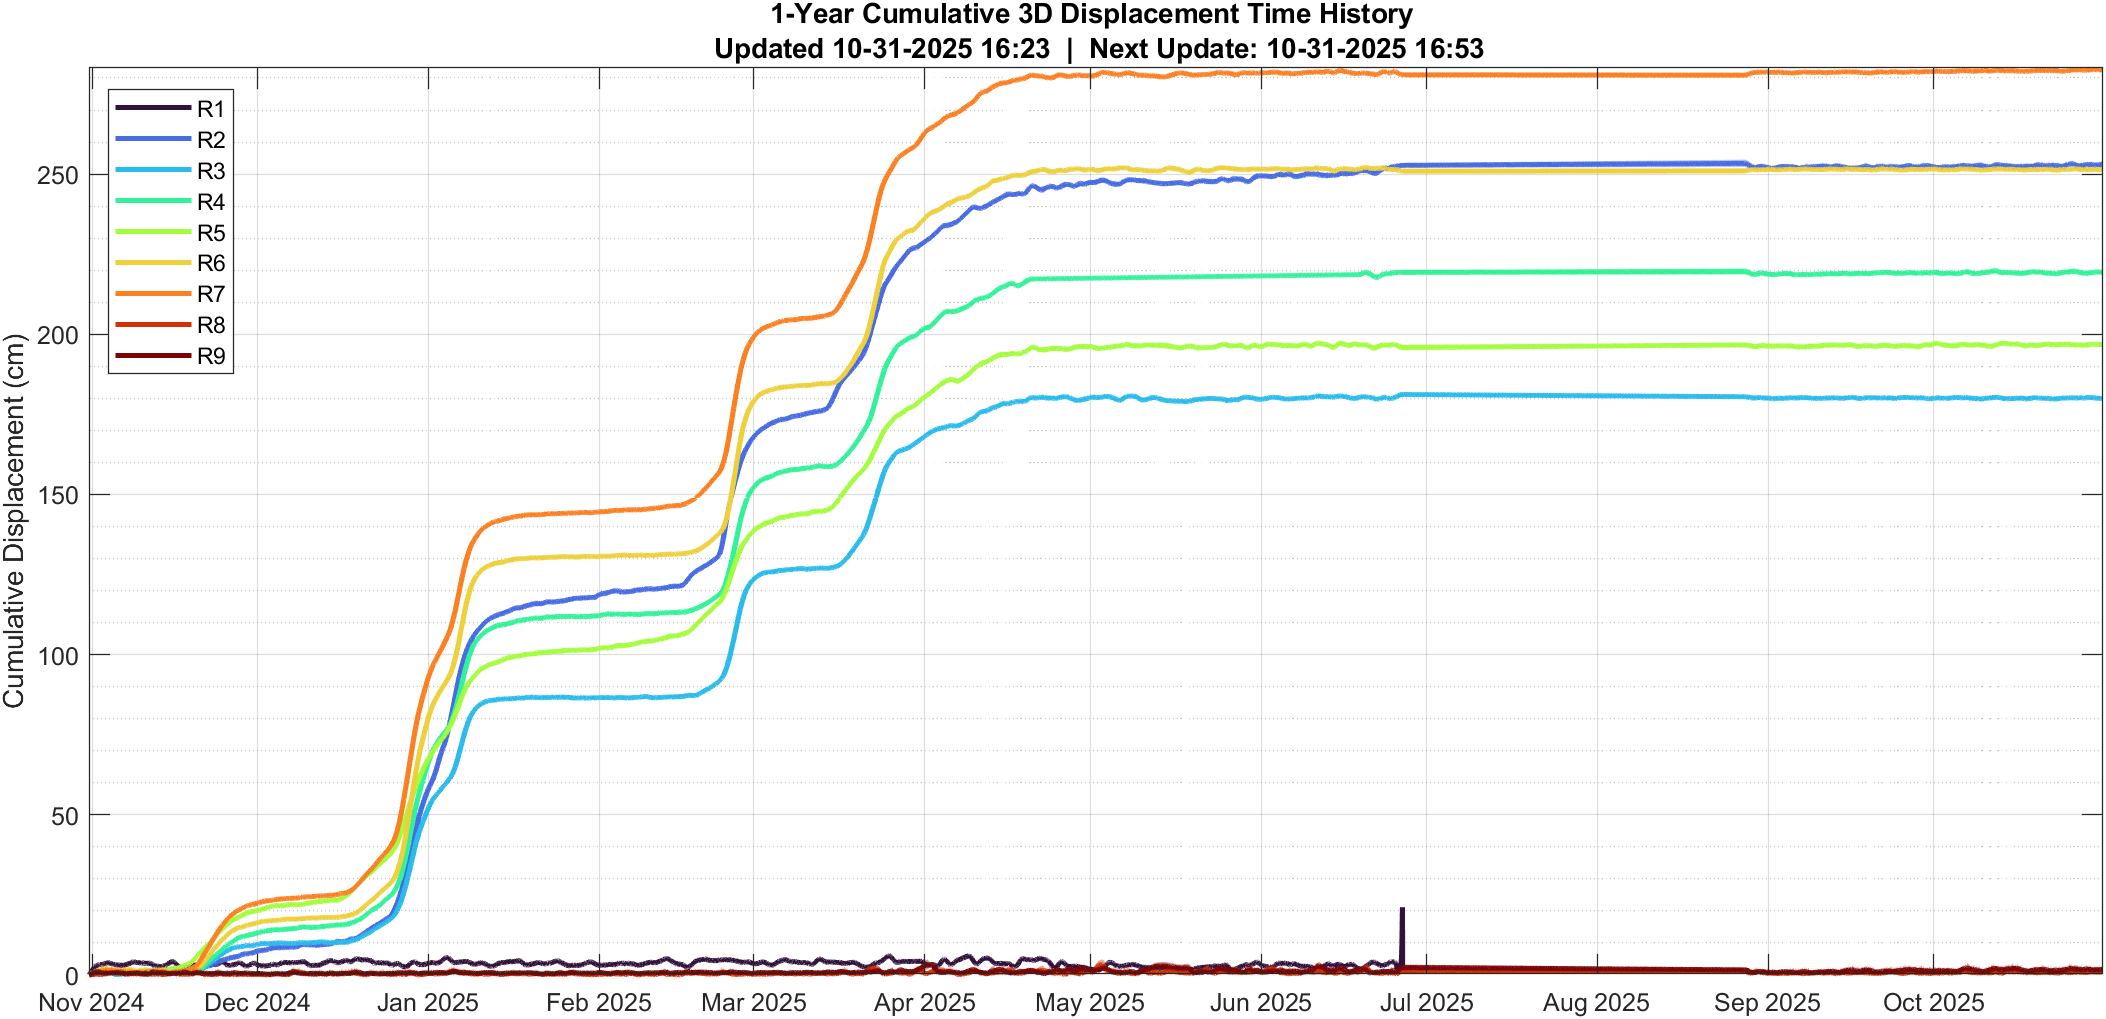 1-Year Cumulative 3D Displacement Time History
Updated 10-31-2025 16:23 | Next Update: 10-31-2025 16:53
R1
R2
R3
R4
R5
R6
R7
R8
R9
Cumulative Displacement (cm)
250
200
150
100
50
0
Nov 2024 Dec 2024 Jan 2025 Feb 2025 Mar 2025 Apr 2025 May 2025 Jun 2025 Jul 2025 Aug 2025 Sep 2025 Oct 2025